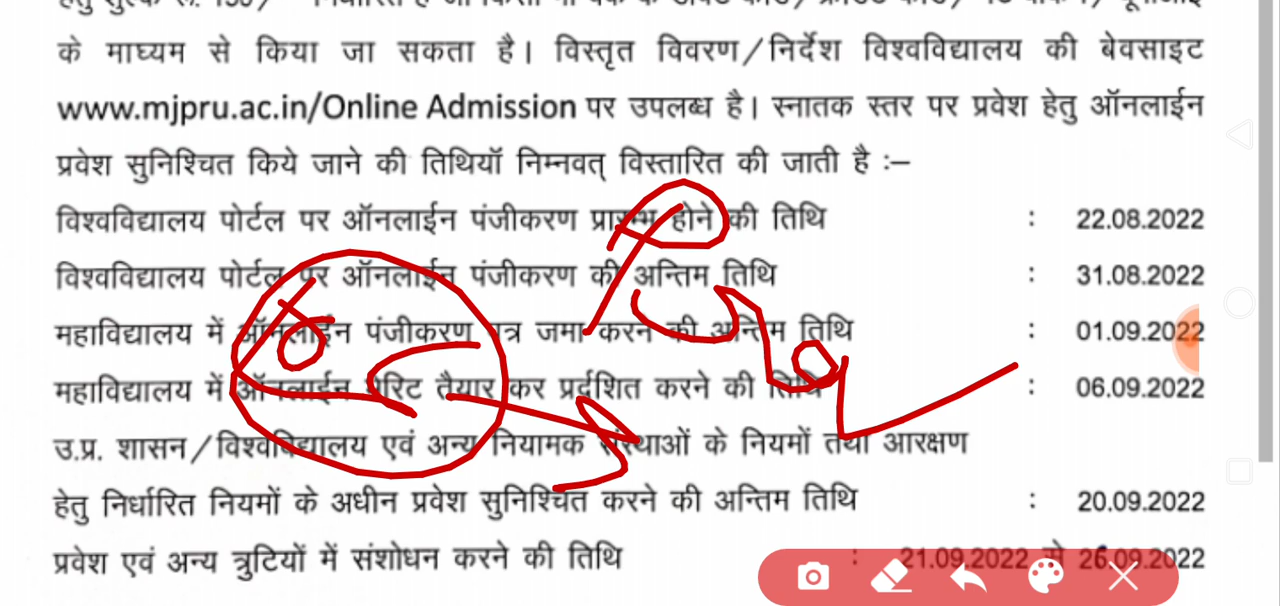 के माध्यम से किया जा सकता है। विस्तृत विवरण/निर्देश विश्वविद्यालय की बेवसाइट
www.mjpru.ac.in/Online Admission पर उपलब्ध है। स्नातक स्तर पर प्रवेश हेतु ऑनलाईन
प्रवेश सुनिश्चित किये जाने की तिथियॉ निम्नवत् विस्तारित की जाती है :–
विश्वविद्यालय पोर्टल पर ऑनलाईन पंजीकरण प्रारम्भ होने की तिथि : 22.08.2022
विश्वविद्यालय पोर्टल पर ऑनलाईन पंजीकरण की अन्तिम तिथि : 31.08.2022
महाविद्यालय में ऑनलाईन पंजीकरण पत्र जमा करने की अन्तिम तिथि : 01.09.2022
महाविद्यालय में ऑनलाईन मेरिट तैयार कर प्रर्दशित करने की तिथि : 06.09.2022
उ.प्र. शासन/विश्वविद्यालय एवं अन्य नियामक संस्थाओं के नियमों तथा आरक्षण
हेतु निर्धारित नियमों के अधीन प्रवेश सुनिश्चित करने की अन्तिम तिथि : 20.09.2022
प्रवेश एवं अन्य त्रुटियों में संशोधन करने की तिथि : 21.09.2022 से 26.09.2022